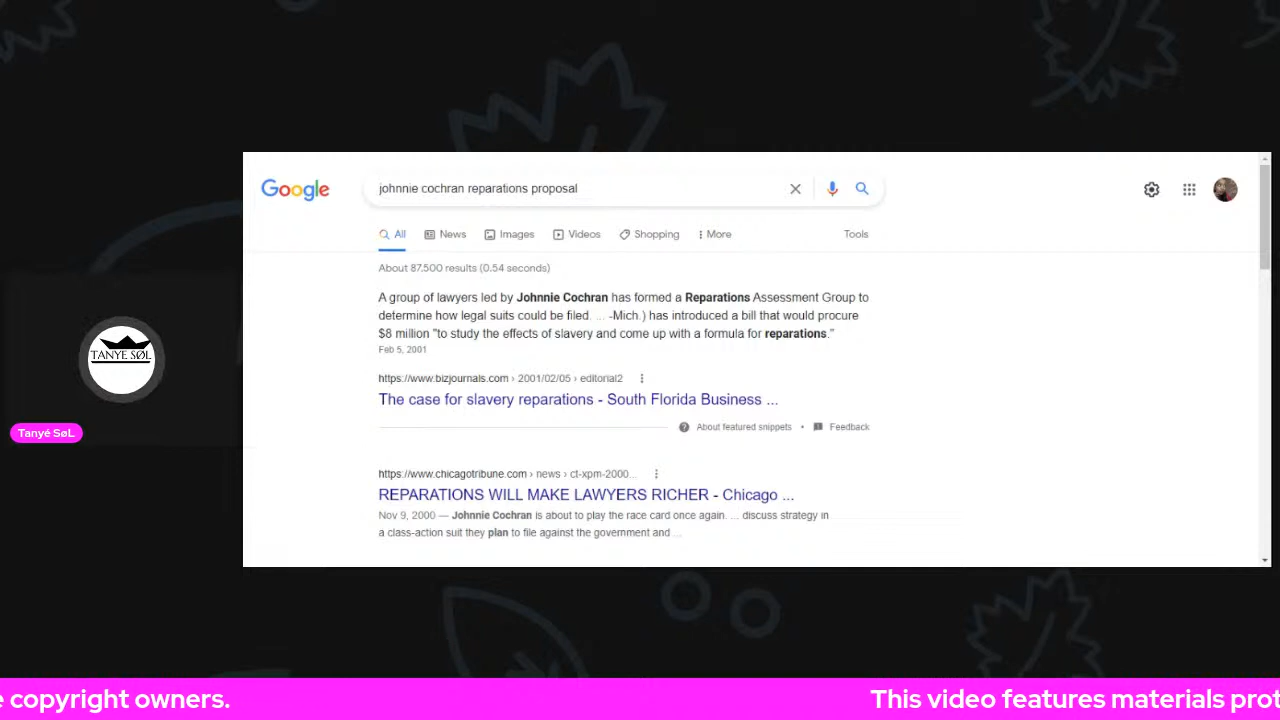 Google
johnnie cochran reparations proposal
All News Images Videos Shopping More Tools
About 87,500 results (0.54 seconds)
A group of lawyers led by Johnnie Cochran has formed a Reparations Assessment Group to
determine how legal suits could be filed. ... -Mich.) has introduced a bill that would procure
$8 million "to study the effects of slavery and come up with a formula for reparations."
Feb 5, 2001
https://www.bizjournals.com › 2001/02/05 › editorial2
The case for slavery reparations - South Florida Business ...
About featured snippets • Feedback
https://www.chicagotribune.com › news › ct-xpm-2000...
REPARATIONS WILL MAKE LAWYERS RICHER - Chicago ...
Nov 9, 2000 — Johnnie Cochran is about to play the race card once again. ... discuss strategy in
a class-action suit they plan to file against the government and ...
TANYE SØL
Tanyé SøL
e copyright owners. This video features materials prot